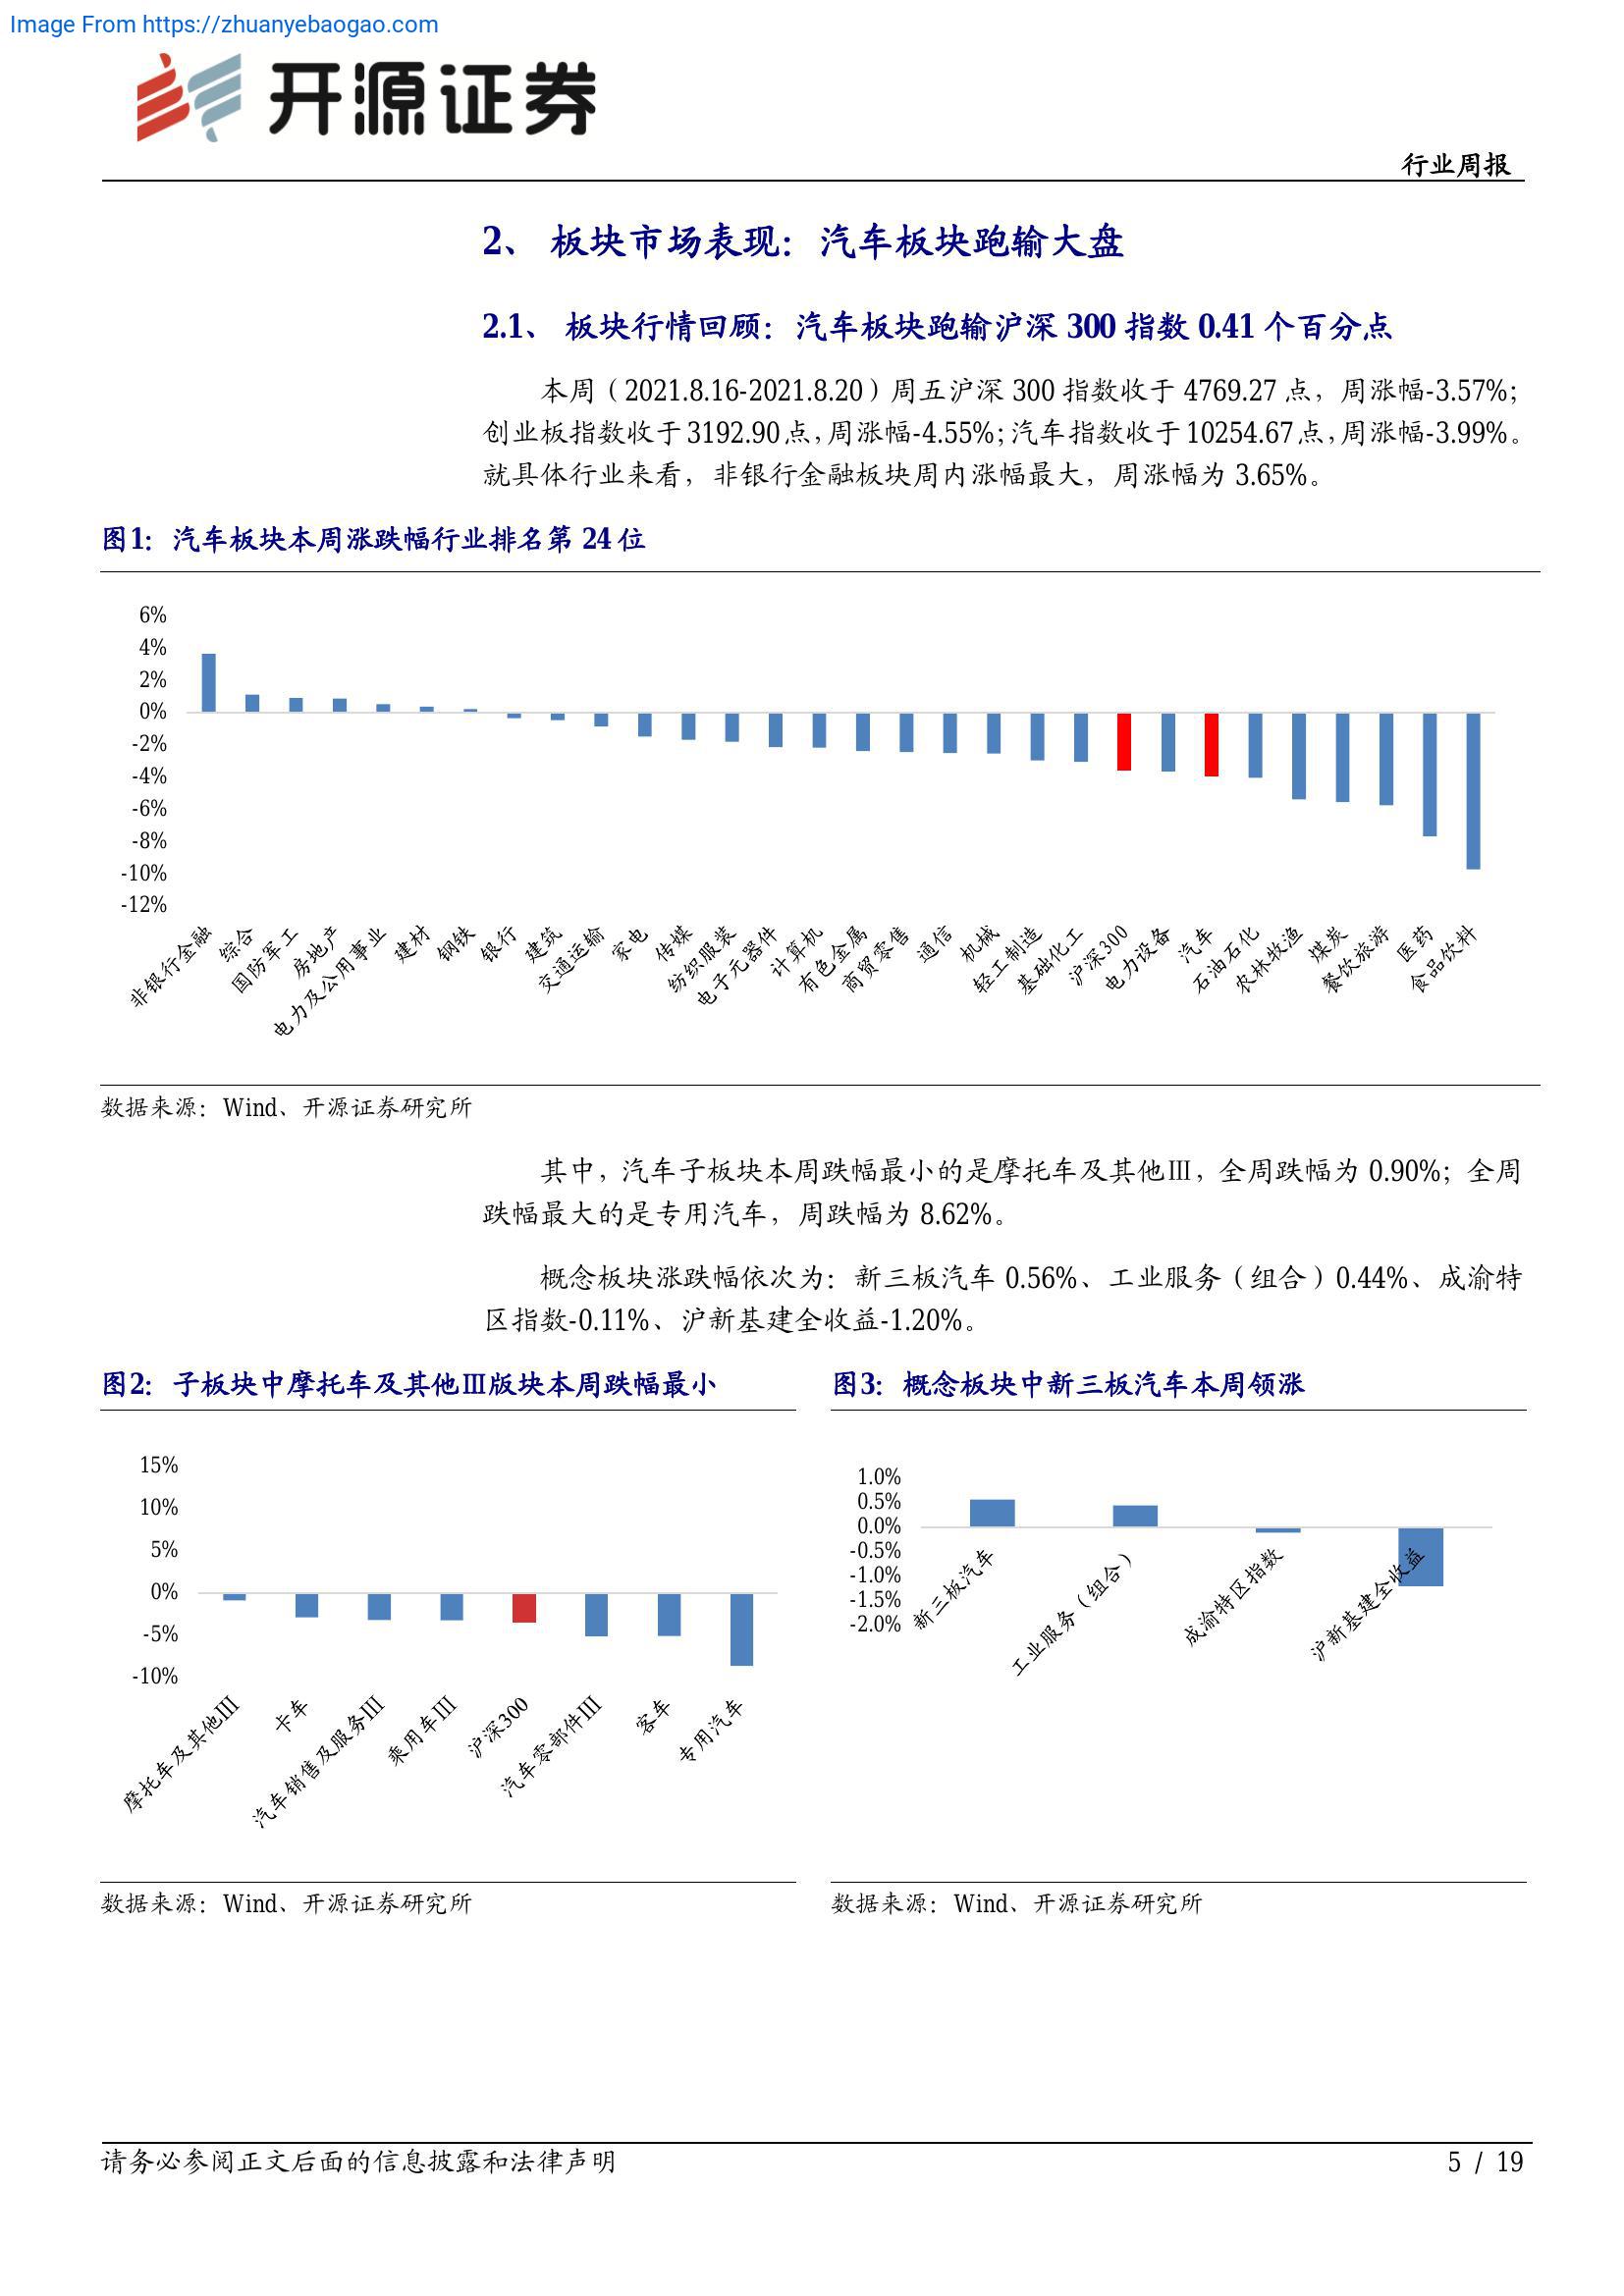 Image From https://zhuanyebaogao.com
开源证券
行业周报
2、 板块市场表现：汽车板块跑输大盘
2.1、 板块行情回顾：汽车板块跑输沪深 300 指数 0.41 个百分点
本周（2021.8.16-2021.8.20）周五沪深 300 指数收于 4769.27 点，周涨幅-3.57%；
创业板指数收于 3192.90 点，周涨幅-4.55%；汽车指数收于 10254.67 点，周涨幅-3.99%。
就具体行业来看，非银行金融板块周内涨幅最大，周涨幅为 3.65%。
图1：汽车板块本周涨跌幅行业排名第 24 位
6%
4%
2%
0%
-2%
-4%
-6%
-8%
-10%
-12%
非银行金融
综合
国防军工
房地产
电力及公用事业
建材
钢铁
银行
建筑
交通运输
家电
传媒
纺织服装
电子元器件
计算机
有色金属
商贸零售
通信
机械
轻工制造
基础化工
沪深300
电力设备
汽车
石油石化
农林牧渔
煤炭
餐饮旅游
医药
食品饮料
数据来源：Wind、开源证券研究所
其中，汽车子板块本周跌幅最小的是摩托车及其他Ⅲ，全周跌幅为 0.90%；全周
跌幅最大的是专用汽车，周跌幅为 8.62%。
概念板块涨跌幅依次为：新三板汽车 0.56%、工业服务（组合）0.44%、成渝特
区指数-0.11%、沪新基建全收益-1.20%。
图2：子板块中摩托车及其他Ⅲ版块本周跌幅最小
15%
10%
5%
0%
-5%
-10%
摩托车及其他Ⅲ
卡车
汽车销售及服务Ⅲ
乘用车Ⅲ
沪深300
汽车零部件Ⅲ
客车
专用汽车
数据来源：Wind、开源证券研究所
图3：概念板块中新三板汽车本周领涨
1.0%
0.5%
0.0%
-0.5%
-1.0%
-1.5%
-2.0%
新三板汽车
工业服务（组合）
成渝特区指数
沪新基建全收益
数据来源：Wind、开源证券研究所
请务必参阅正文后面的信息披露和法律声明
5 / 19